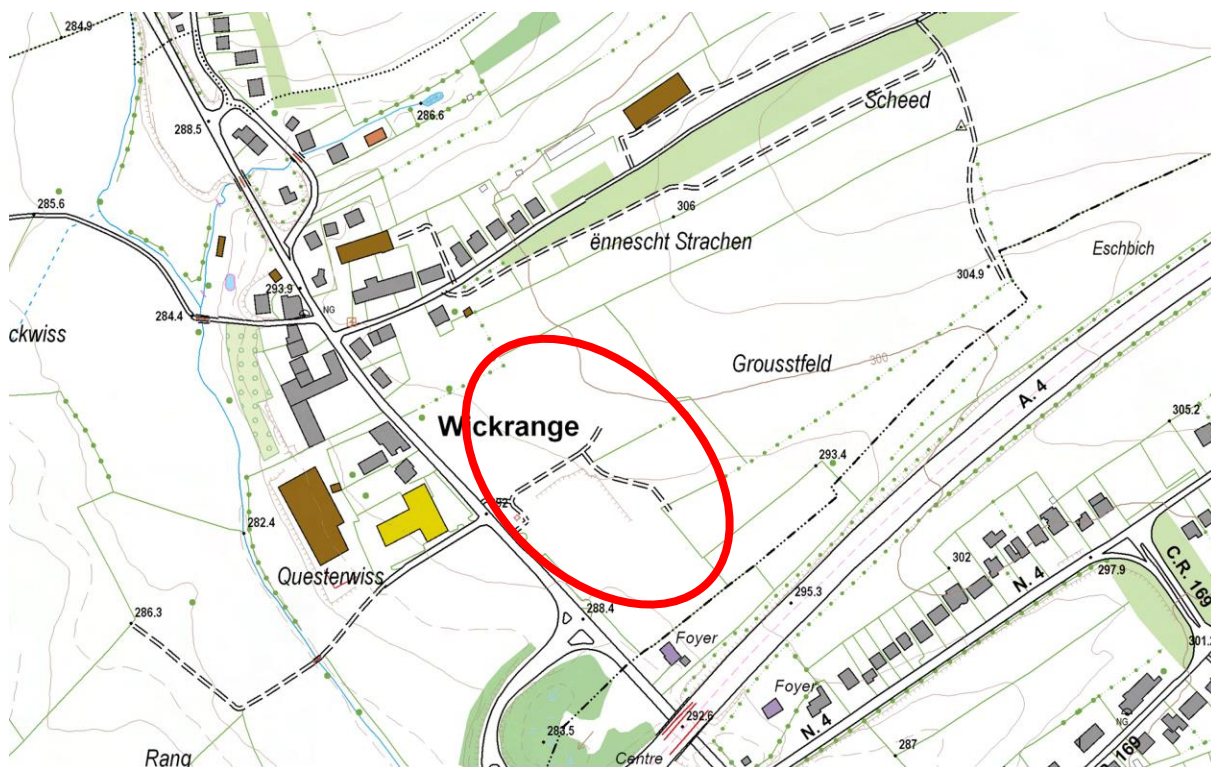 284.9
288.5
286.6
Scheed
285.6
306
ënnescht Strachen
Eschbich
304.9
293.9
NG
284.4
ckwiss
Grousstfeld
300
A. 4
305.2
Wickrange
293.4
282.4
302
N. 4
297.9
C.R. 169
Questerwiss
295.3
286.3
288.4
Foyer
Foyer
292.6
N. 4
NG
283.5
Centre
287
169
Rang